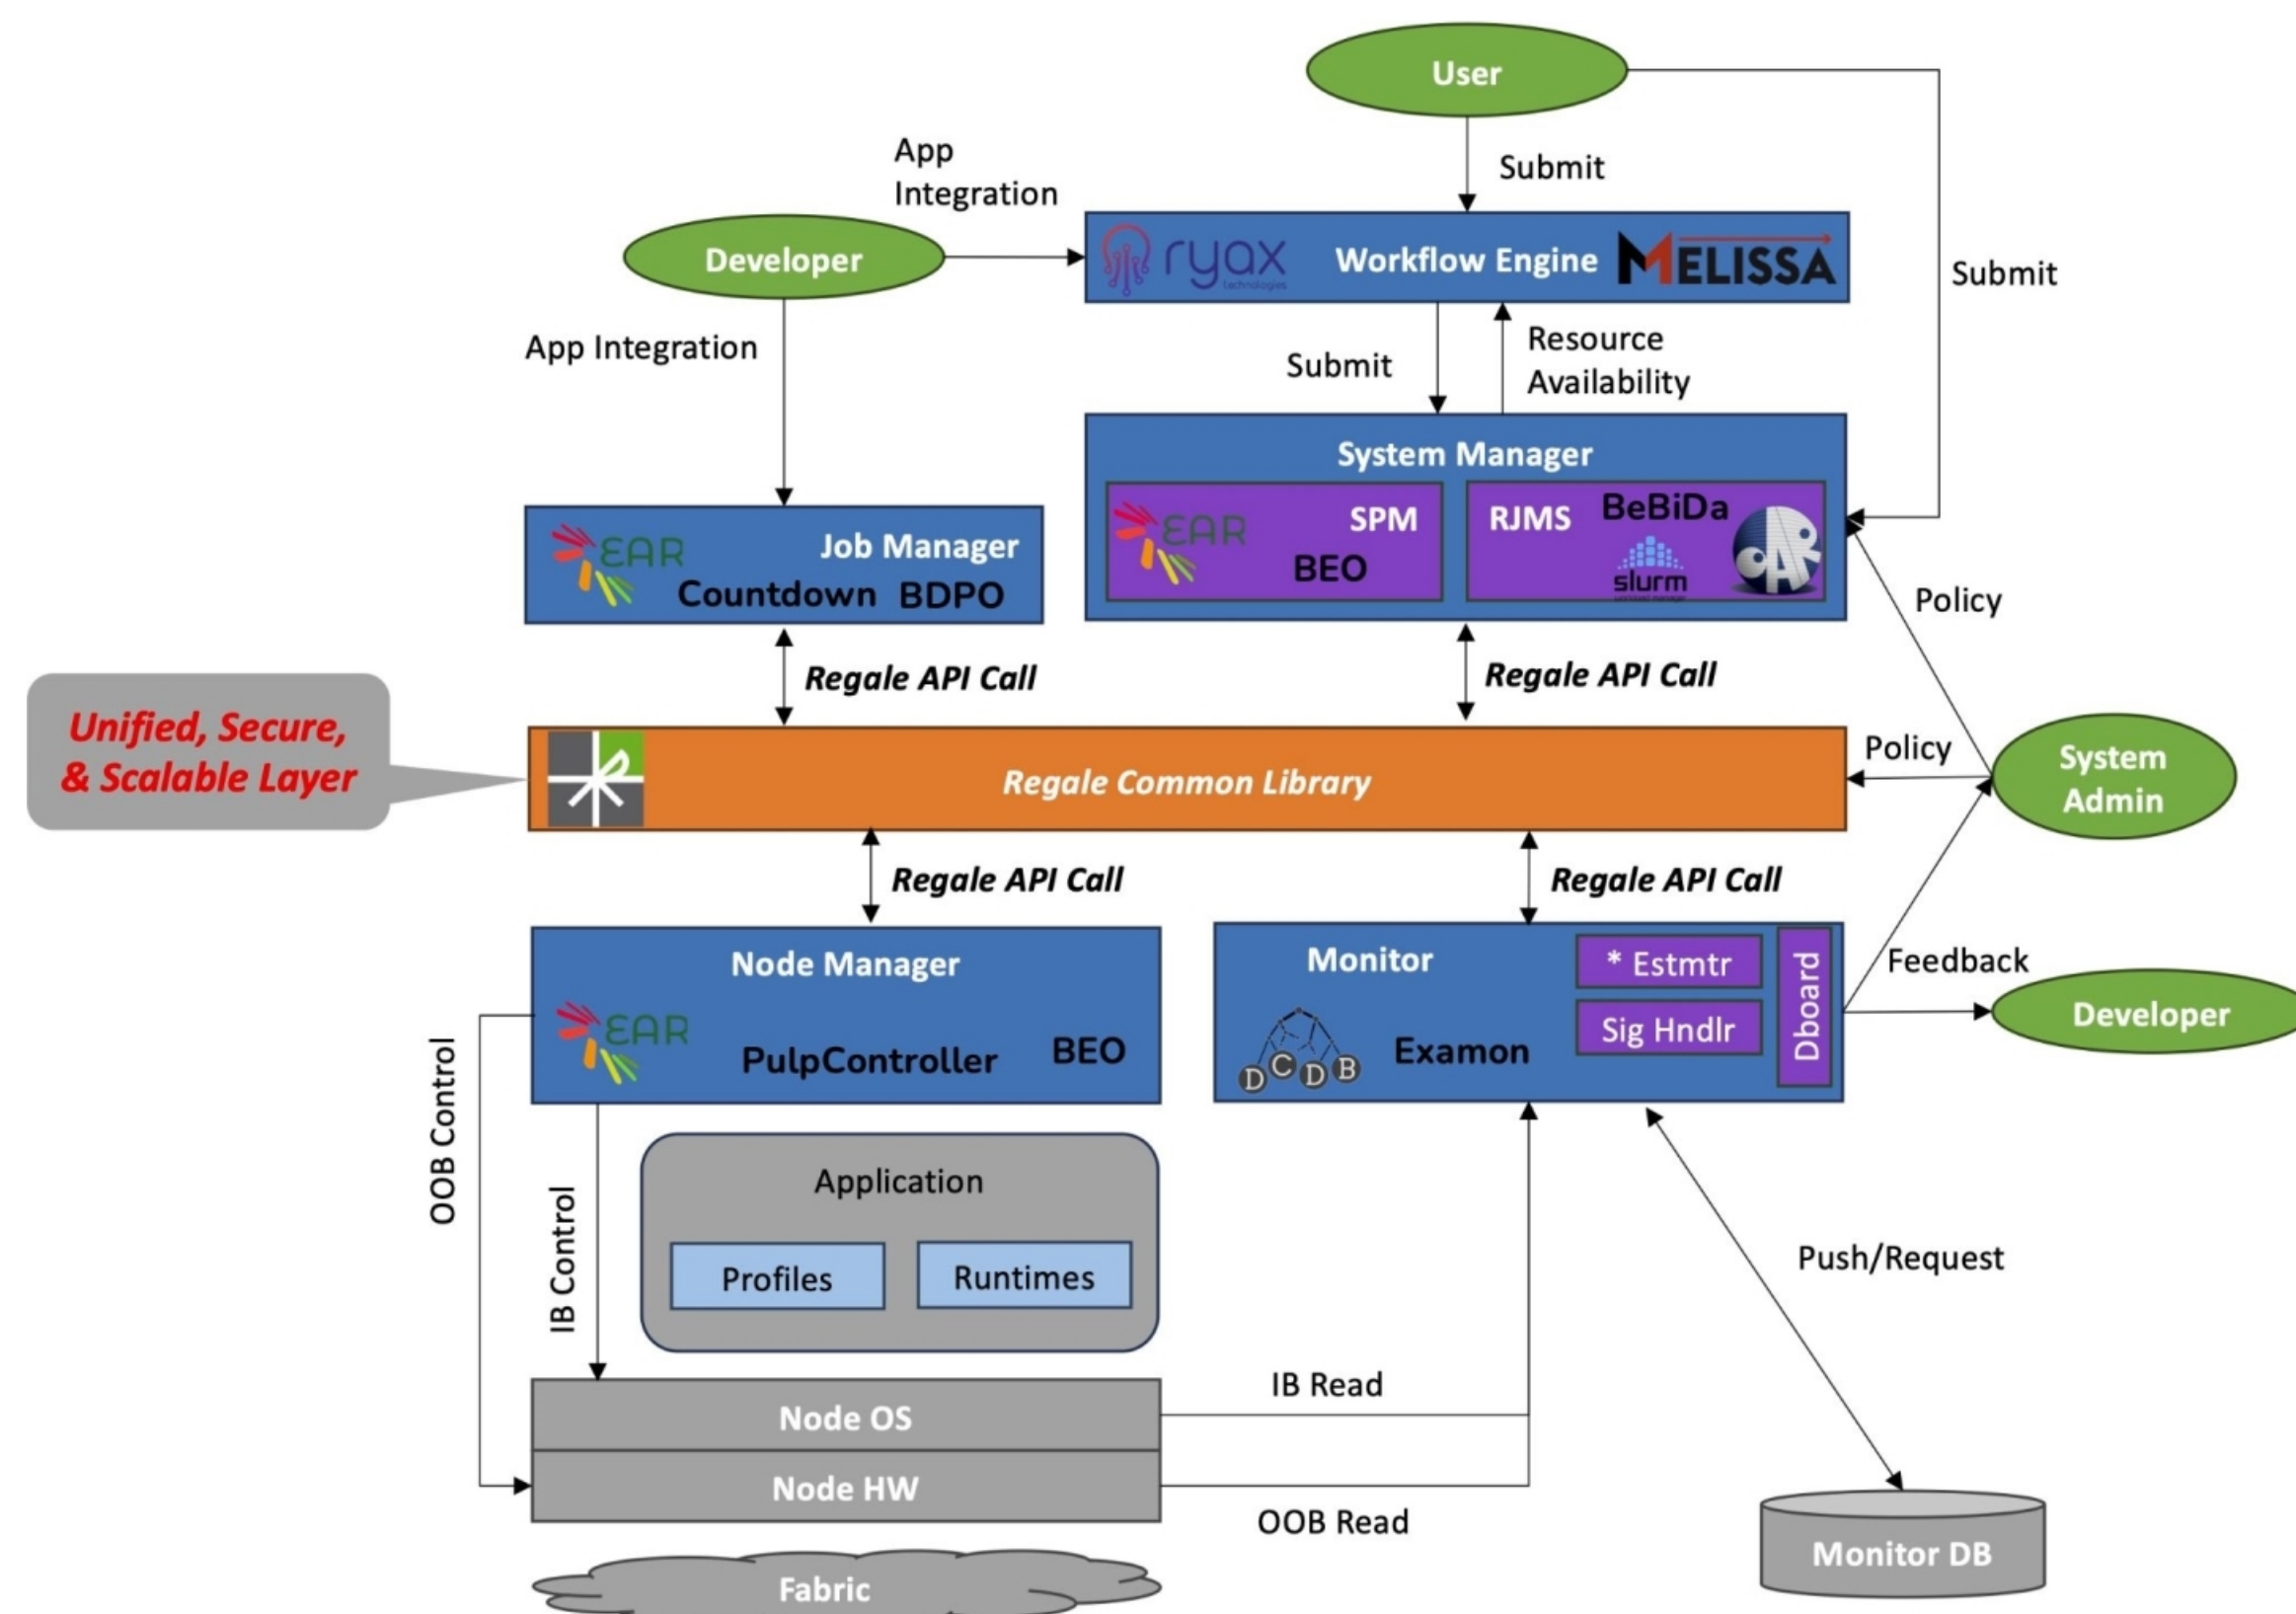 User
App
Integration
Submit
Developer
ryax
technologies
Workflow Engine
MELISSA
Submit
App Integration
Submit
Resource
Availability
System Manager
EAR
SPM
BEO
RJMS
BeBiDa
slurm
workload manager
OAR
EAR
Job Manager
Countdown BDPO
Policy
Regale API Call
Regale API Call
Unified, Secure,
& Scalable Layer
Regale Common Library
Policy
System
Admin
Regale API Call
Regale API Call
Node Manager
EAR
PulpController
BEO
Monitor
* Estmtr
Sig Hndlr
Dboard
D C D B
Examon
Feedback
Developer
OOB Control
IB Control
Application
Profiles
Runtimes
Push/Request
IB Read
Node OS
Node HW
OOB Read
Monitor DB
Fabric